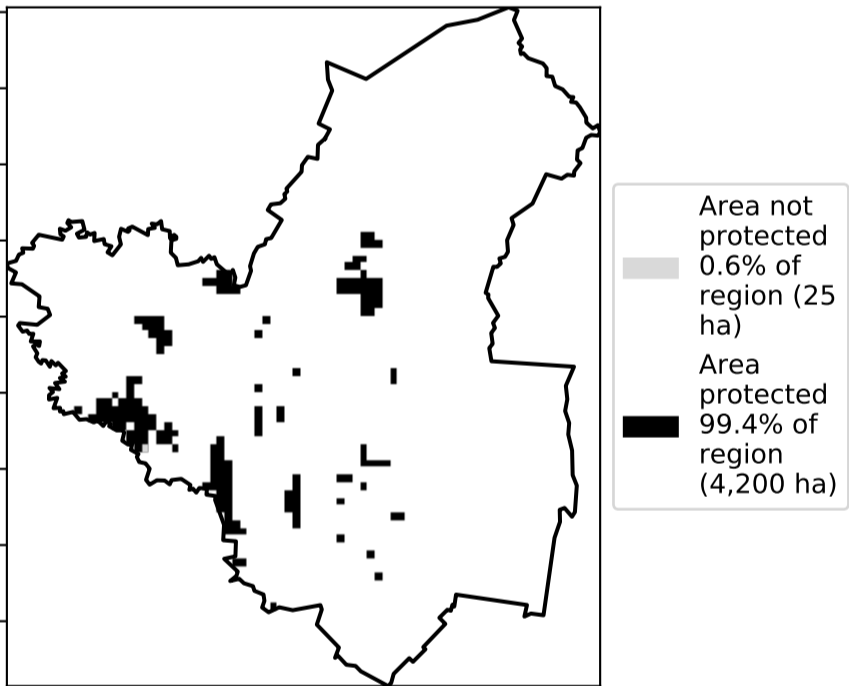 Area not
protected
0.6% of
region (25
ha)
Area
protected
99.4% of
region
(4,200 ha)